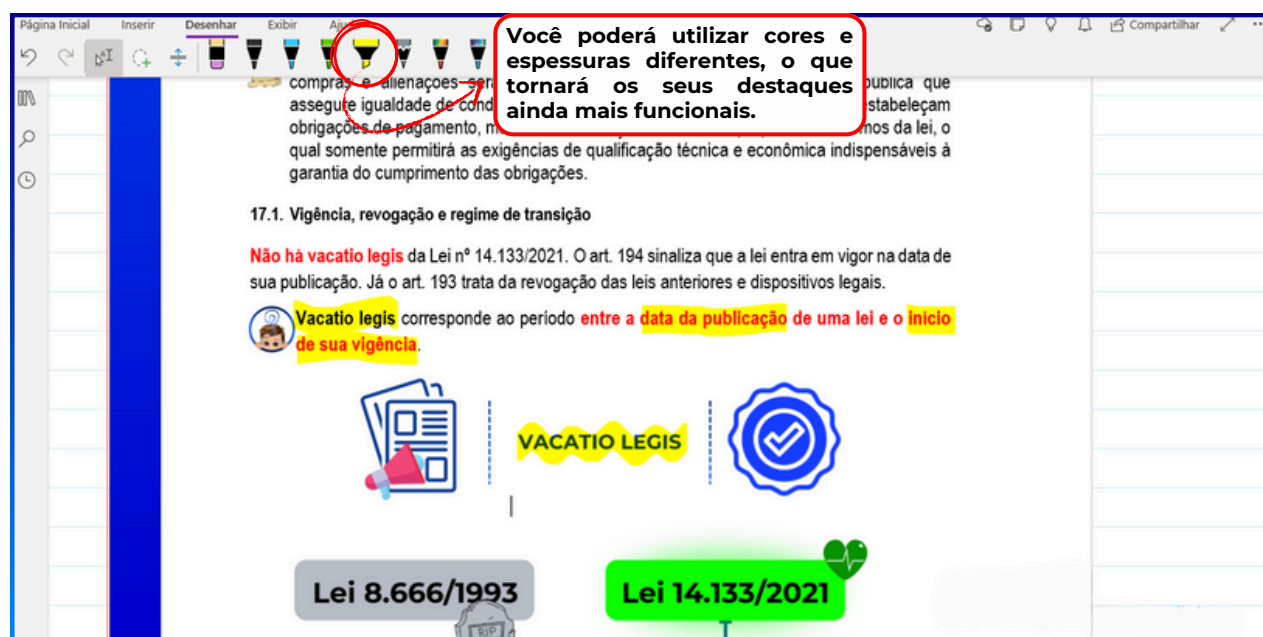 Página Inicial Inserir Desenhar Exibir
Compartilhar
Você poderá utilizar cores e
espessuras diferentes, o que
tornará os seus destaques
ainda mais funcionais.
compras e alienações pública que
assegure igualdade de estabeleçam
obrigações de pagamento, da lei, o
qual somente permitirá as exigências de qualificação técnica e econômica indispensáveis à
garantia do cumprimento das obrigações.
17.1. Vigência, revogação e regime de transição
Não há vacatio legis da Lei nº 14.133/2021. O art. 194 sinaliza que a lei entra em vigor na data de
sua publicação. Já o art. 193 trata da revogação das leis anteriores e dispositivos legais.
Vacatio legis corresponde ao período entre a data da publicação de uma lei e o início
de sua vigência.
VACATIO LEGIS
Lei 8.666/1993 Lei 14.133/2021
RIP